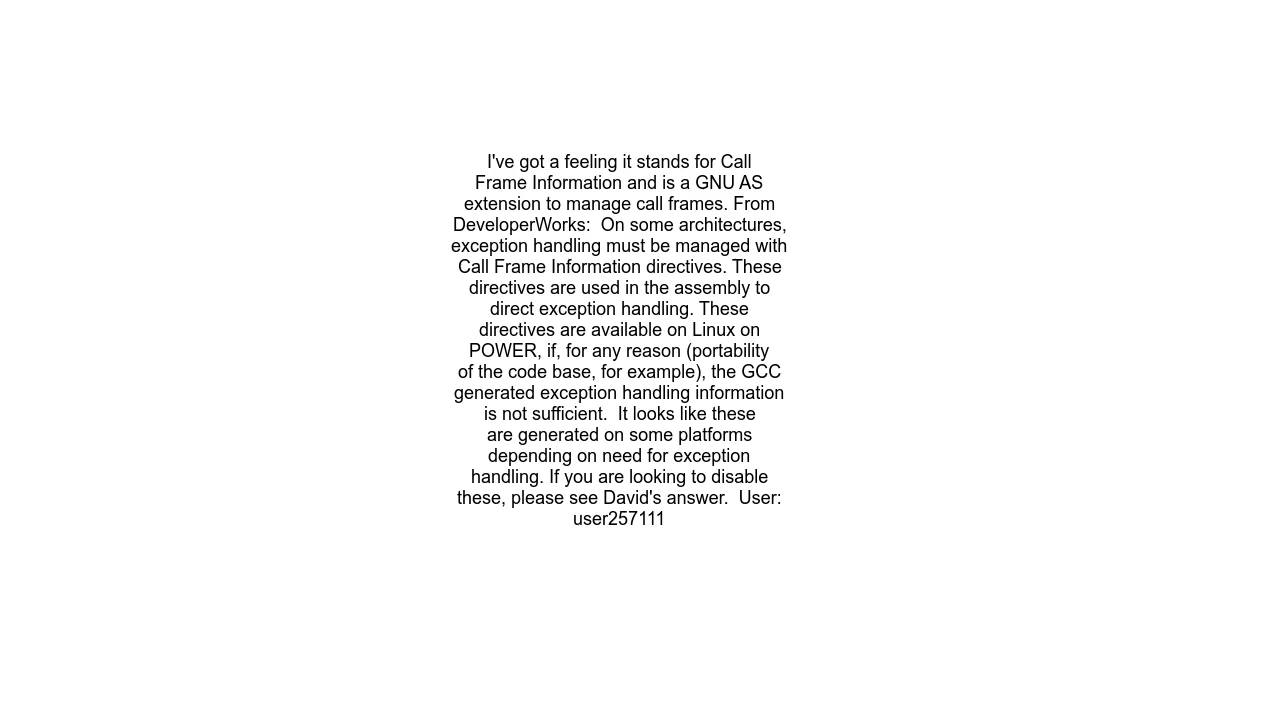 I've got a feeling it stands for Call
Frame Information and is a GNU AS
extension to manage call frames. From
DeveloperWorks:  On some architectures,
exception handling must be managed with
Call Frame Information directives. These
directives are used in the assembly to
direct exception handling. These
directives are available on Linux on
POWER, if, for any reason (portability
of the code base, for example), the GCC
generated exception handling information
is not sufficient.  It looks like these
are generated on some platforms
depending on need for exception
handling. If you are looking to disable
these, please see David's answer.  User:
user257111